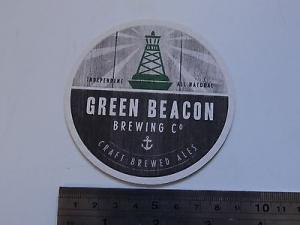 INDEPENDENT ALL NATURAL
GREEN BEACON
BREWING Co
CRAFT BREWED ALES
1 2 3 4 5 6 7 8 9 10 11